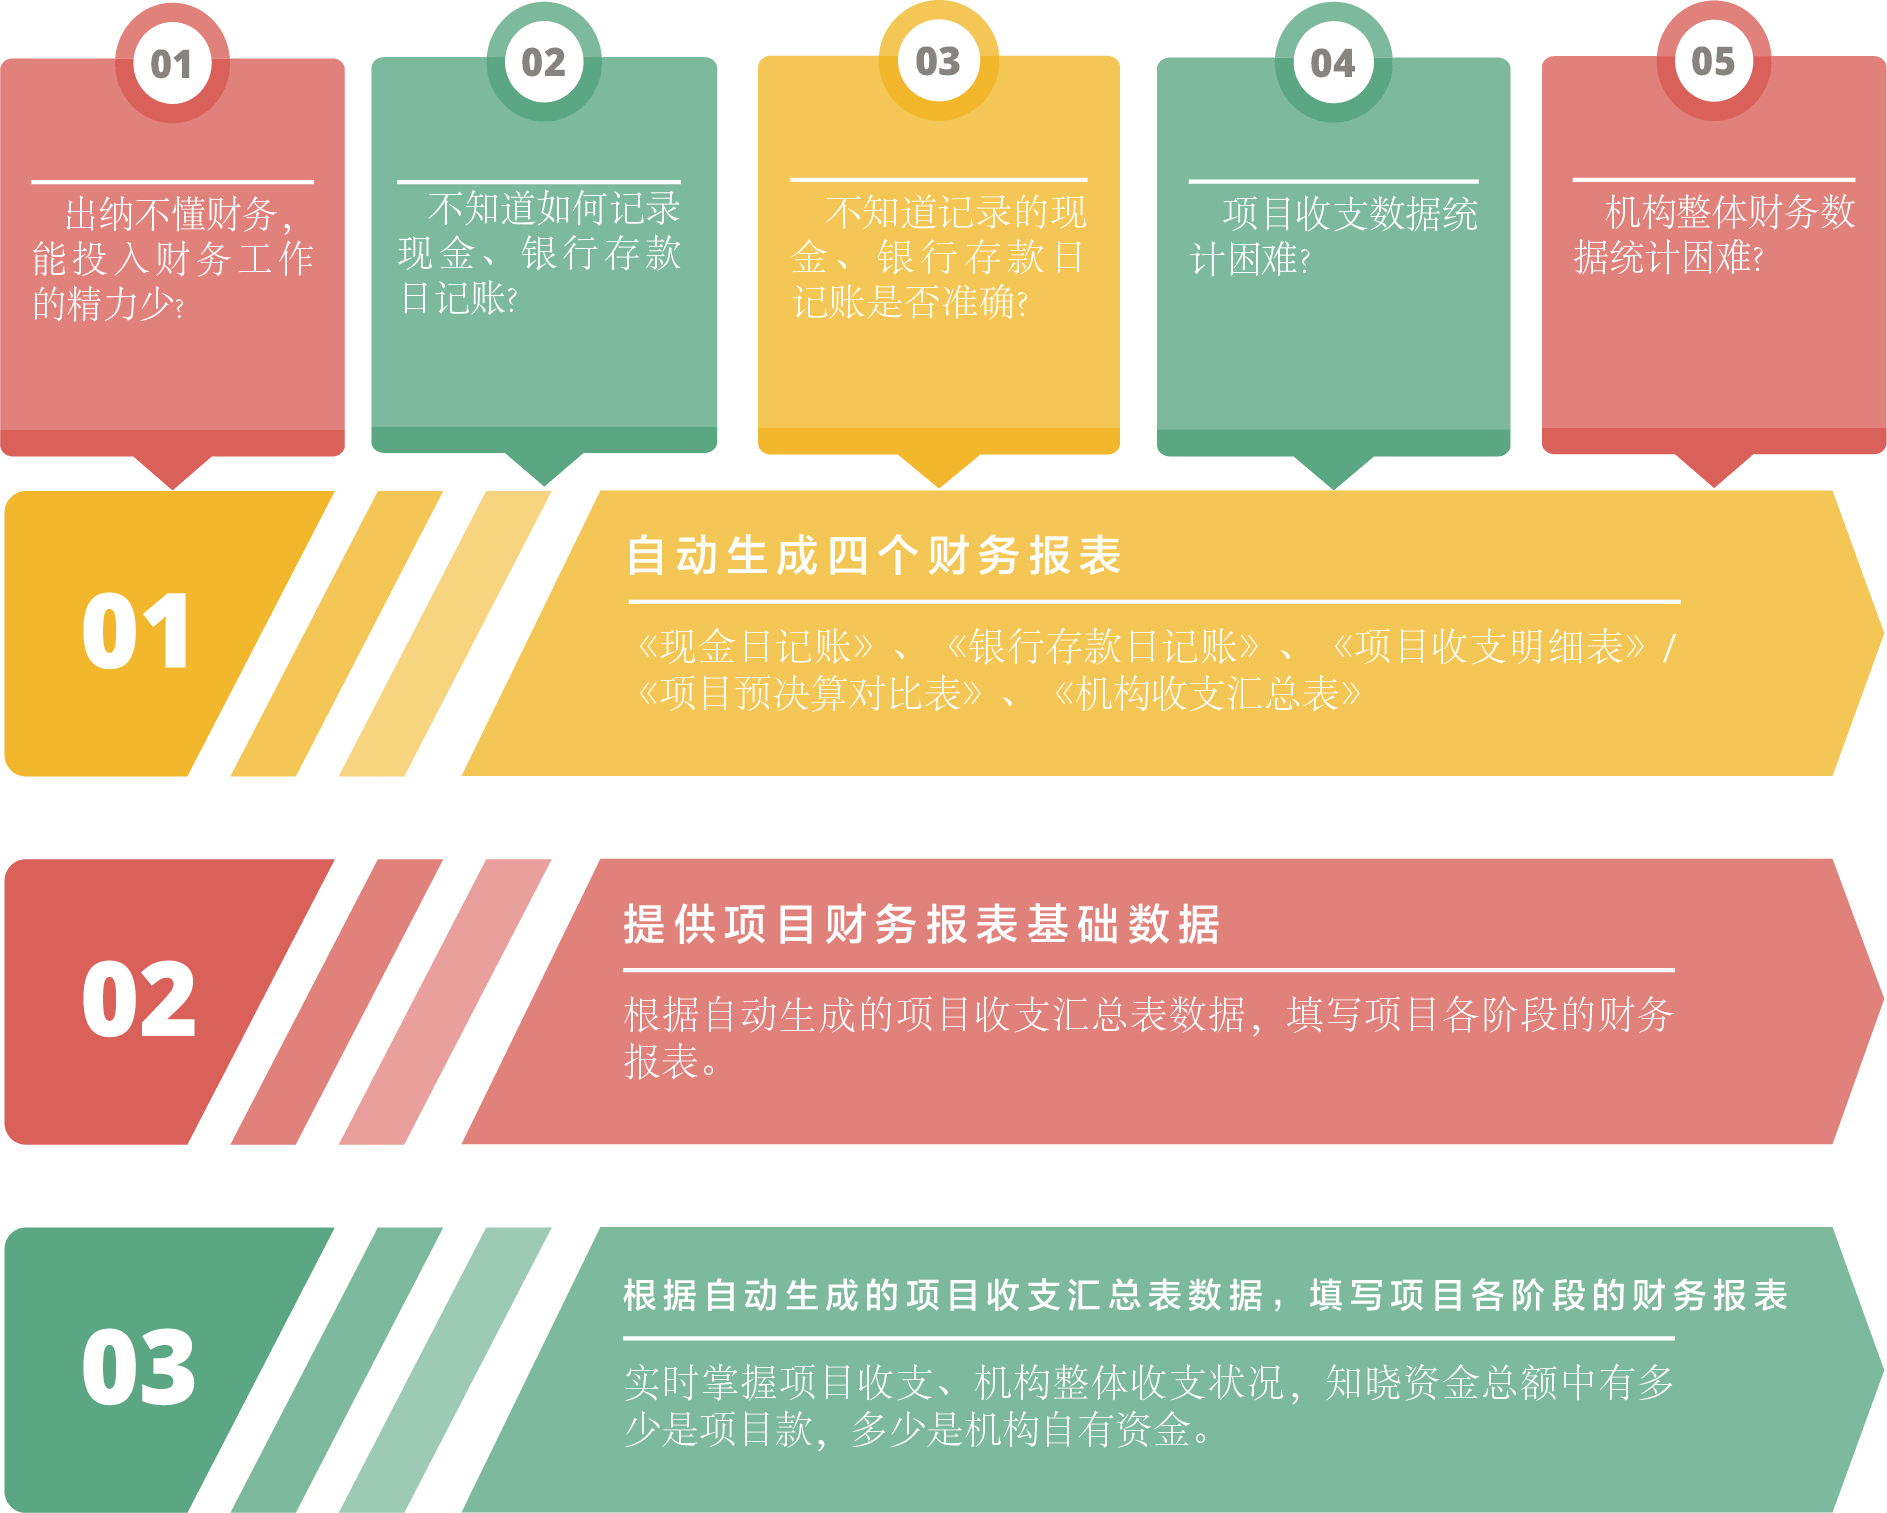 01
出纳不懂财务，
能投入财务工作
的精力少?
02
不知道如何记录
现金、银行存款
日记账?
03
不知道记录的现
金、银行存款日
记账是否准确?
04
项目收支数据统
计困难?
05
机构整体财务数
据统计困难?
01
自动生成四个财务报表
《现金日记账》、《银行存款日记账》、《项目收支明细表》/
《项目预决算对比表》、《机构收支汇总表》
02
提供项目财务报表基础数据
根据自动生成的项目收支汇总表数据，填写项目各阶段的财务
报表。
03
根据自动生成的项目收支汇总表数据，填写项目各阶段的财务报表
实时掌握项目收支、机构整体收支状况，知晓资金总额中有多
少是项目款，多少是机构自有资金。